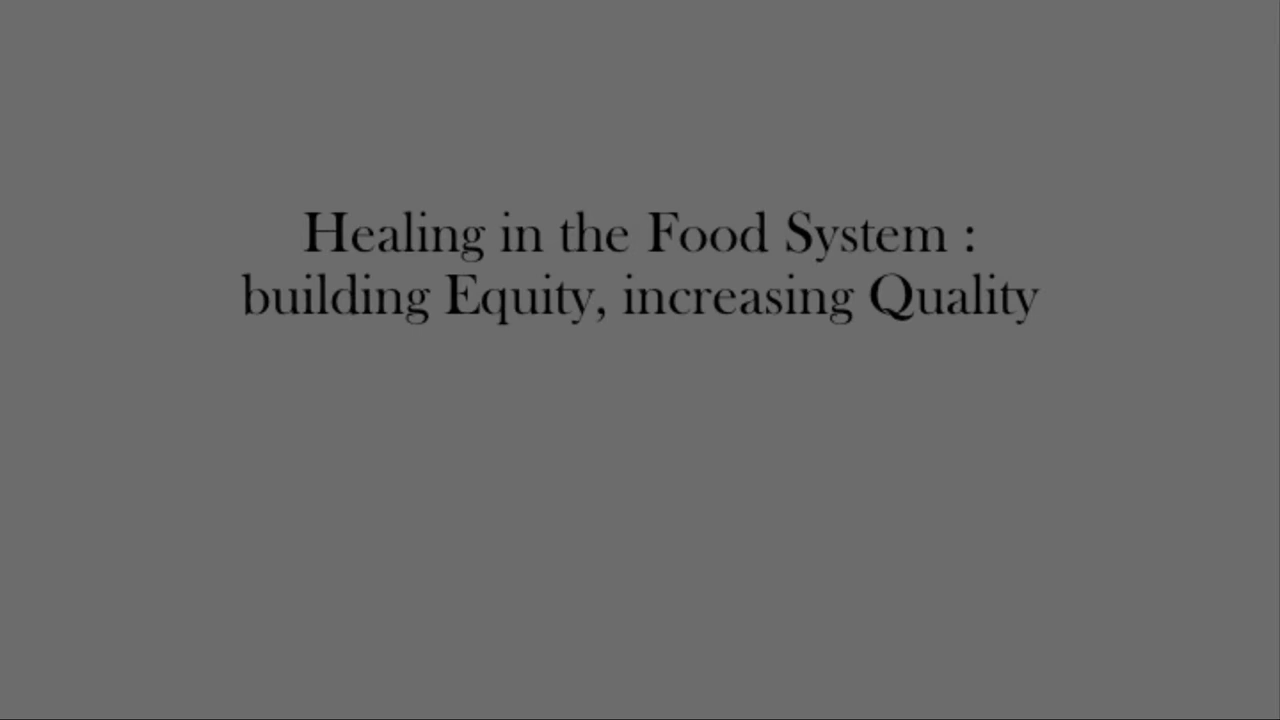 Healing in the Food System :
building Equity, increasing Quality